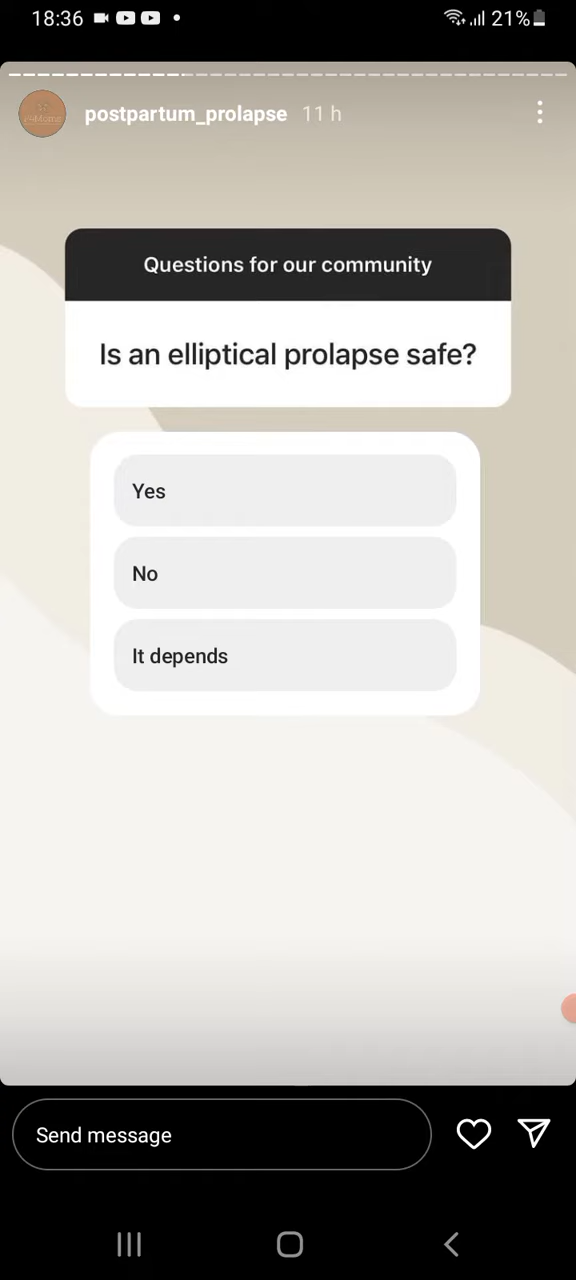 18:36 21%
postpartum_prolapse 11 h
Questions for our community
Is an elliptical prolapse safe?
Yes
No
It depends
Send message